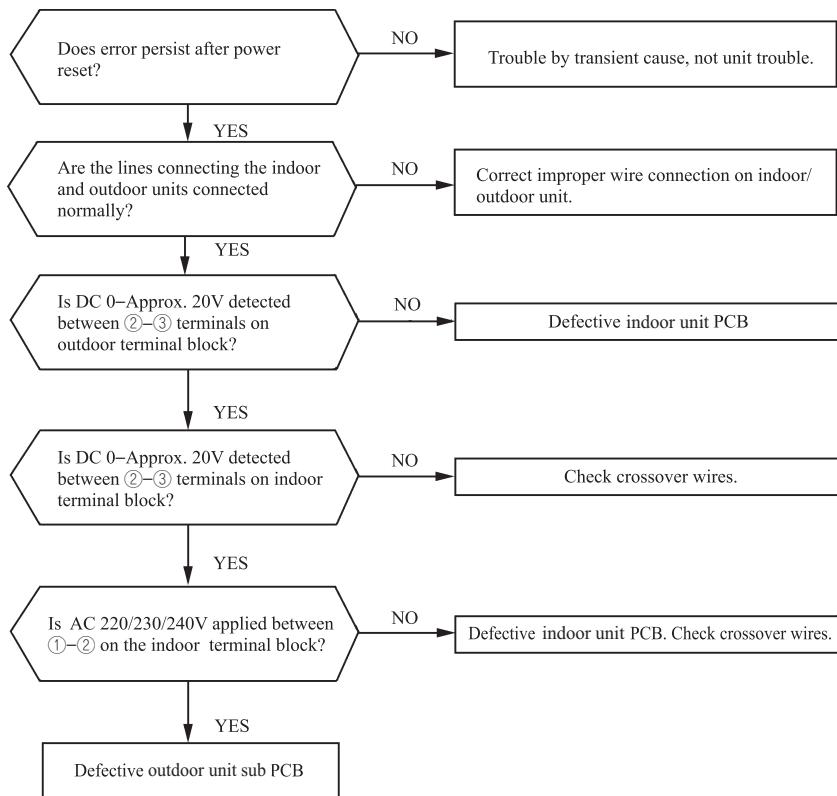 Does error persist after power
reset?
NO
Trouble by transient cause, not unit trouble.
YES
Are the lines connecting the indoor
and outdoor units connected
normally?
NO
Correct improper wire connection on indoor/
outdoor unit.
YES
Is DC 0–Approx. 20V detected
between ②–③ terminals on
outdoor terminal block?
NO
Defective indoor unit PCB
YES
Is DC 0–Approx. 20V detected
between ②–③ terminals on indoor
terminal block?
NO
Check crossover wires.
YES
Is AC 220/230/240V applied between
①–② on the indoor terminal block?
NO
Defective indoor unit PCB. Check crossover wires.
YES
Defective outdoor unit sub PCB